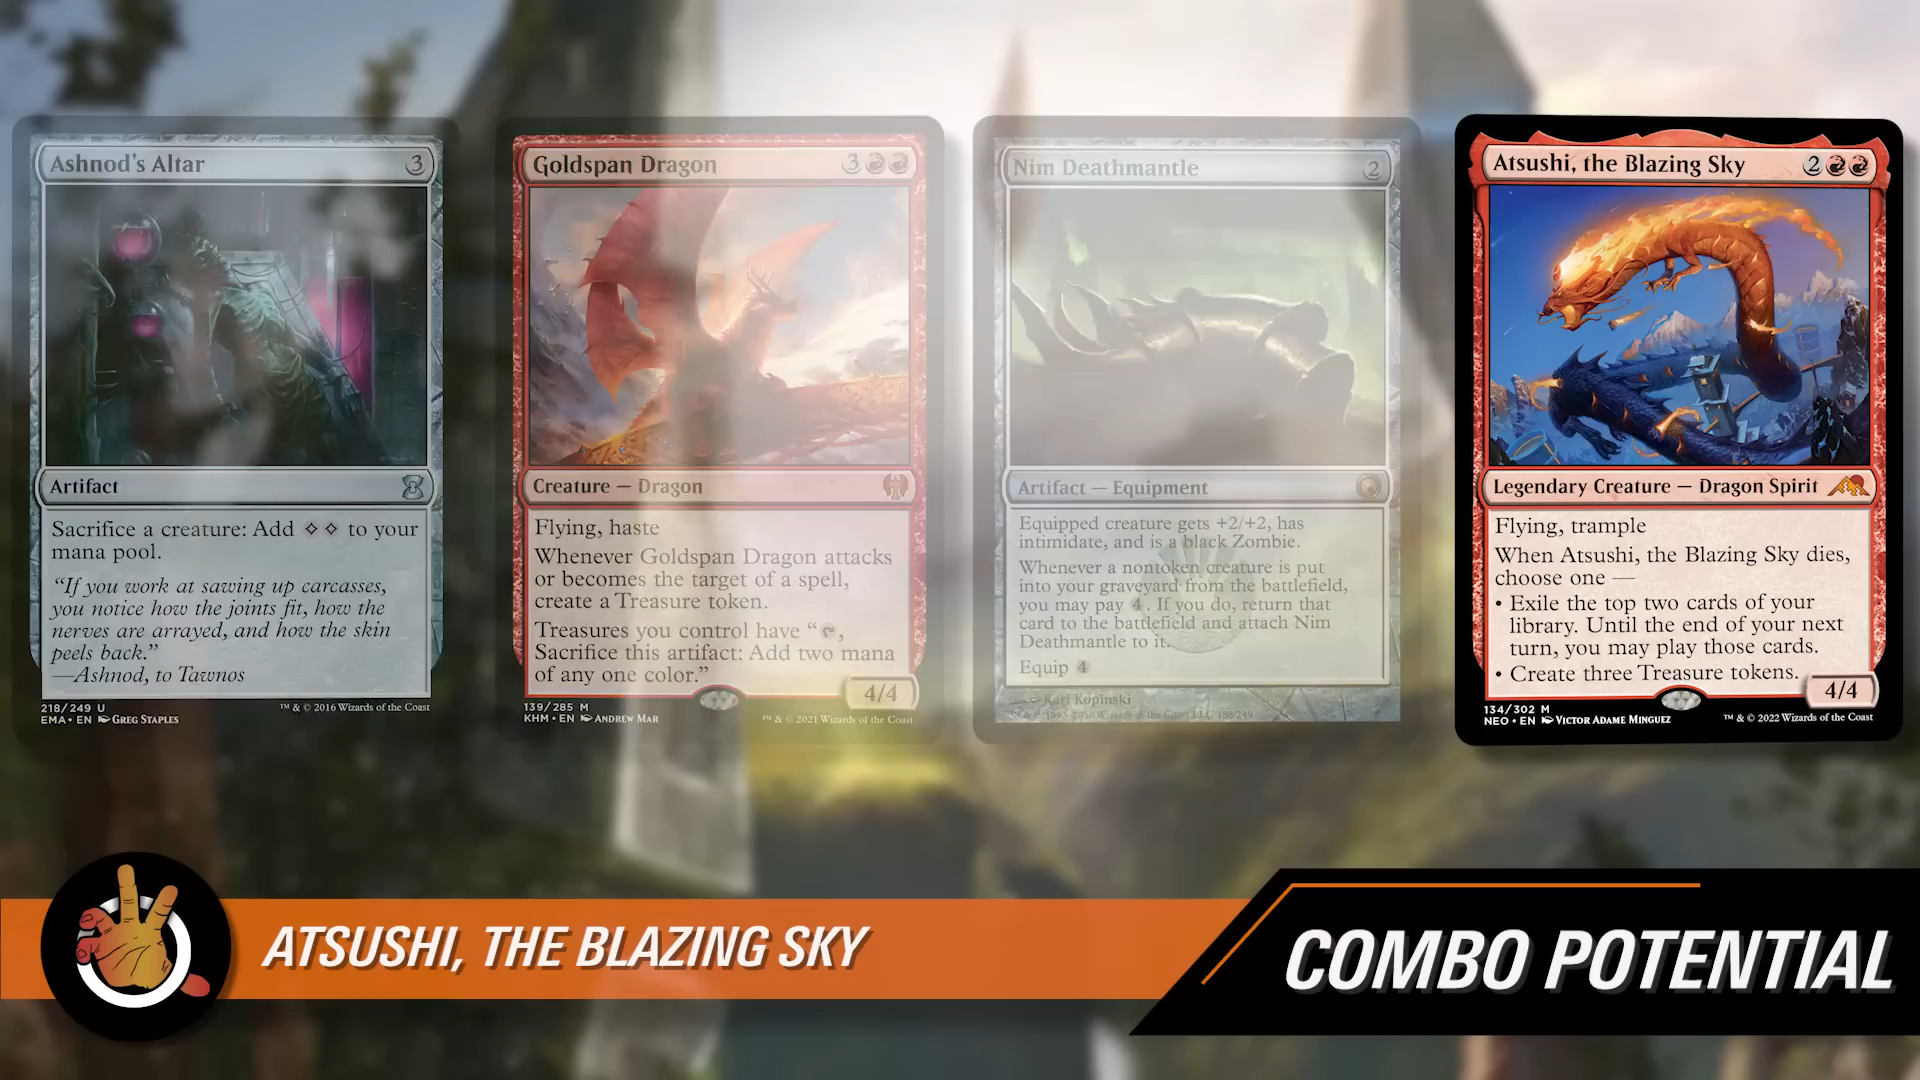 Ashnod's Altar 3
Artifact
Sacrifice a creature: Add to your
mana pool.
“If you work at sawing up carcasses,
you notice how the joints fit, how the
nerves are arrayed, and how the skin
peels back.”
—Ashnod, to Tawnos
218/249 U
EMA • EN GREG STAPLES
™ & © 2016 Wizards of the Coast
Goldspan Dragon 3
Creature — Dragon
Flying, haste
Whenever Goldspan Dragon attacks
or becomes the target of a spell,
create a Treasure token.
Treasures you control have “ ,
Sacrifice this artifact: Add two mana
of any one color.”
4/4
139/285 M
KHM • EN ANDREW MAR
™ & © 2021 Wizards of the Coast
Nim Deathmantle 2
Artifact — Equipment
Equipped creature gets +2/+2, has
intimidate, and is a black Zombie.
Whenever a nontoken creature is put
into your graveyard from the battlefield,
you may pay 4. If you do, return that
card to the battlefield and attach Nim
Deathmantle to it.
Equip 4
Karl Kopinski
Wizards of the Coast LLC 188/249
Atsushi, the Blazing Sky 2
Legendary Creature — Dragon Spirit
Flying, trample
When Atsushi, the Blazing Sky dies,
choose one —
• Exile the top two cards of your
library. Until the end of your next
turn, you may play those cards.
• Create three Treasure tokens.
4/4
134/302 M
NEO • EN VICTOR ADAME MINGUEZ
™ & © 2022 Wizards of the Coast
ATSUSHI, THE BLAZING SKY
COMBO POTENTIAL